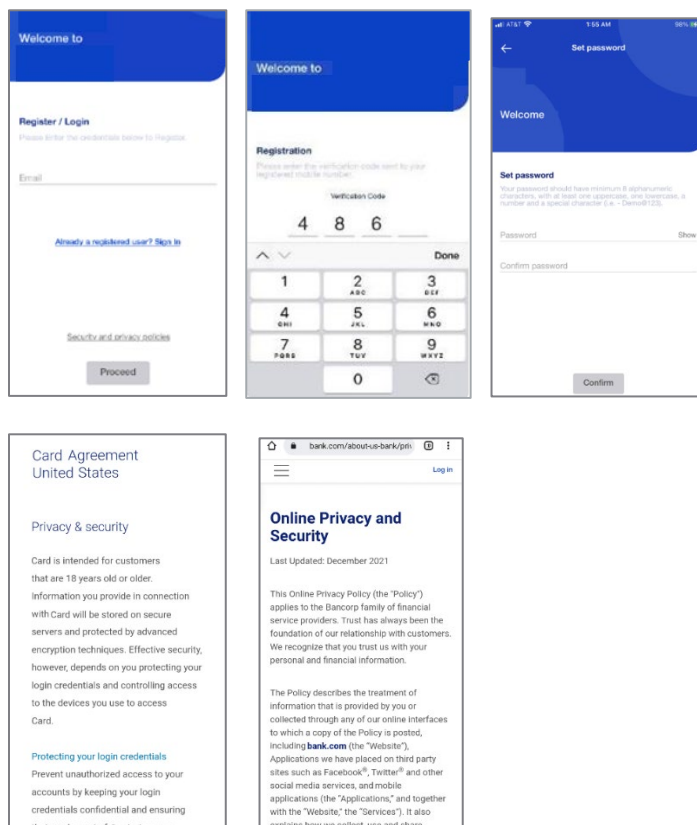 Welcome to
Register / Login
Please enter the credentials below to Register.
Email
Already a registered user? Sign In
Security and privacy policies
Proceed
Welcome to
Registration
Please enter the verification code sent to your
registered mobile number.
Verification Code
4 8 6
Done
1 2 3
ABC DEF
4 5 6
GHI JKL MNO
7 8 9
PQRS TUV WXYZ
0
AT&T 1:55 AM 98%
Set password
Welcome
Set password
Your password should have minimum 8 alphanumeric
characters, with at least one uppercase, one lowercase, a
number and a special character (i.e. – Demo@123).
Password Show
Confirm password
Confirm
Card Agreement
United States
Privacy & security
Card is intended for customers
that are 18 years old or older.
Information you provide in connection
with Card will be stored on secure
servers and protected by advanced
encryption techniques. Effective security,
however, depends on you protecting your
login credentials and controlling access
to the devices you use to access
Card.
Protecting your login credentials
Prevent unauthorized access to your
accounts by keeping your login
credentials confidential and ensuring
bank.com/about-us-bank/priv
Log in
Online Privacy and
Security
Last Updated: December 2021
This Online Privacy Policy (the "Policy")
applies to the Bancorp family of financial
service providers. Trust has always been the
foundation of our relationship with customers.
We recognize that you trust us with your
personal and financial information.
The Policy describes the treatment of
information that is provided by you or
collected through any of our online interfaces
to which a copy of the Policy is posted,
including bank.com (the "Website"),
Applications we have placed on third party
sites such as Facebook®, Twitter® and other
social media services, and mobile
applications (the "Applications," and together
with the "Website," the "Services"). It also
explains how we collect, use and share